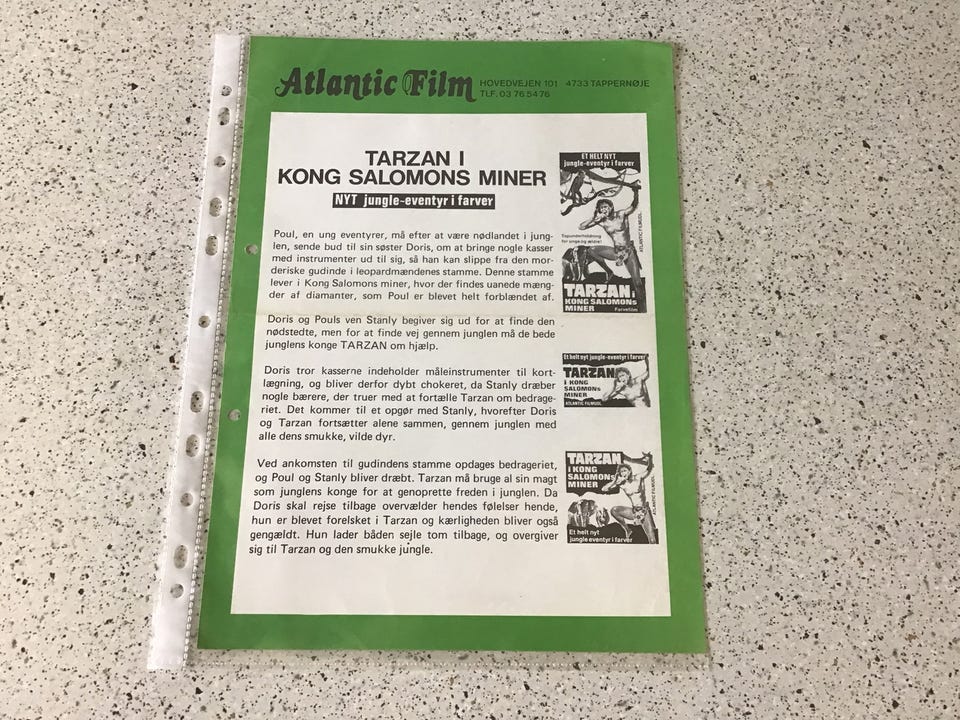 Atlantic Film
HOVEDVEJEN 101 4733 TAPPERNØJE
TLF. 03 76 54 76
TARZAN I
KONG SALOMONS MINER
NYT jungle-eventyr i farver
Poul, en ung eventyrer, må efter at være nødlandet i jung-
len, sende bud til sin søster Doris, om at bringe nogle kasser
med instrumenter ud til sig, så han kan slippe fra den mor-
deriske gudinde i leopardmændenes stamme. Denne stamme
lever i Kong Salomons miner, hvor der findes uanede mæng-
der af diamanter, som Poul er blevet helt forblændet af.
Doris og Pouls ven Stanly begiver sig ud for at finde den
nødstedte, men for at finde vej gennem junglen må de bede
junglens konge TARZAN om hjælp.
Doris tror kasserne indeholder måleinstrumenter til kort-
lægning, og bliver derfor dybt chokeret, da Stanly dræber
nogle bærere, der truer med at fortælle Tarzan om bedrage-
riet. Det kommer til et opgør med Stanly, hvorefter Doris
og Tarzan fortsætter alene sammen, gennem junglen med
alle dens smukke, vilde dyr.
Ved ankomsten til gudindens stamme opdages bedrageriet,
og Poul og Stanly bliver dræbt. Tarzan må bruge al sin magt
som junglens konge for at genoprette freden i junglen. Da
Doris skal rejse tilbage overvælder hendes følelser hende,
hun er blevet forelsket i Tarzan og kærligheden bliver også
gengældt. Hun lader båden sejle tom tilbage, og overgiver
sig til Tarzan og den smukke jungle.
ET HELT NYT
jungle-eventyr i farver
Topunderholdning
for unge og ældre!
ATLANTIC FILMUDL.
TARZAN i
KONG SALOMONs
MINER
Farvefilm
Et helt nyt jungle-eventyr i farver
TARZAN
i KONG
SALOMONs
MINER
ATLANTIC FILMUDL.
TARZAN
i KONG
SALOMONs
MINER
ATLANTIC FILMUDL.
Et helt nyt
jungle-eventyr i farver